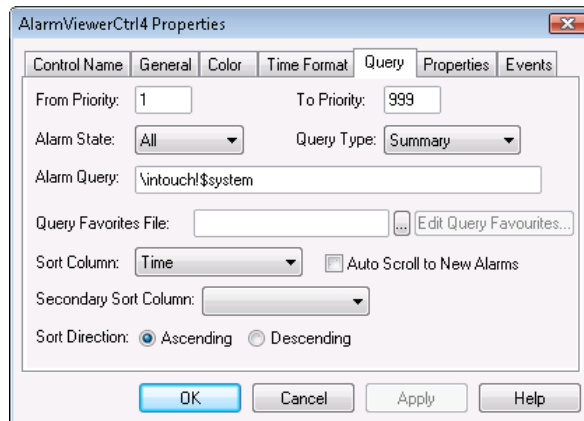 AlarmViewerCtrl4 Properties
Control Name General Color Time Format Query Properties Events
From Priority: 1 To Priority: 999
Alarm State: All Query Type: Summary
Alarm Query: \intouch!$system
Query Favorites File: ... Edit Query Favourites...
Sort Column: Time Auto Scroll to New Alarms
Secondary Sort Column:
Sort Direction: Ascending Descending
OK Cancel Apply Help